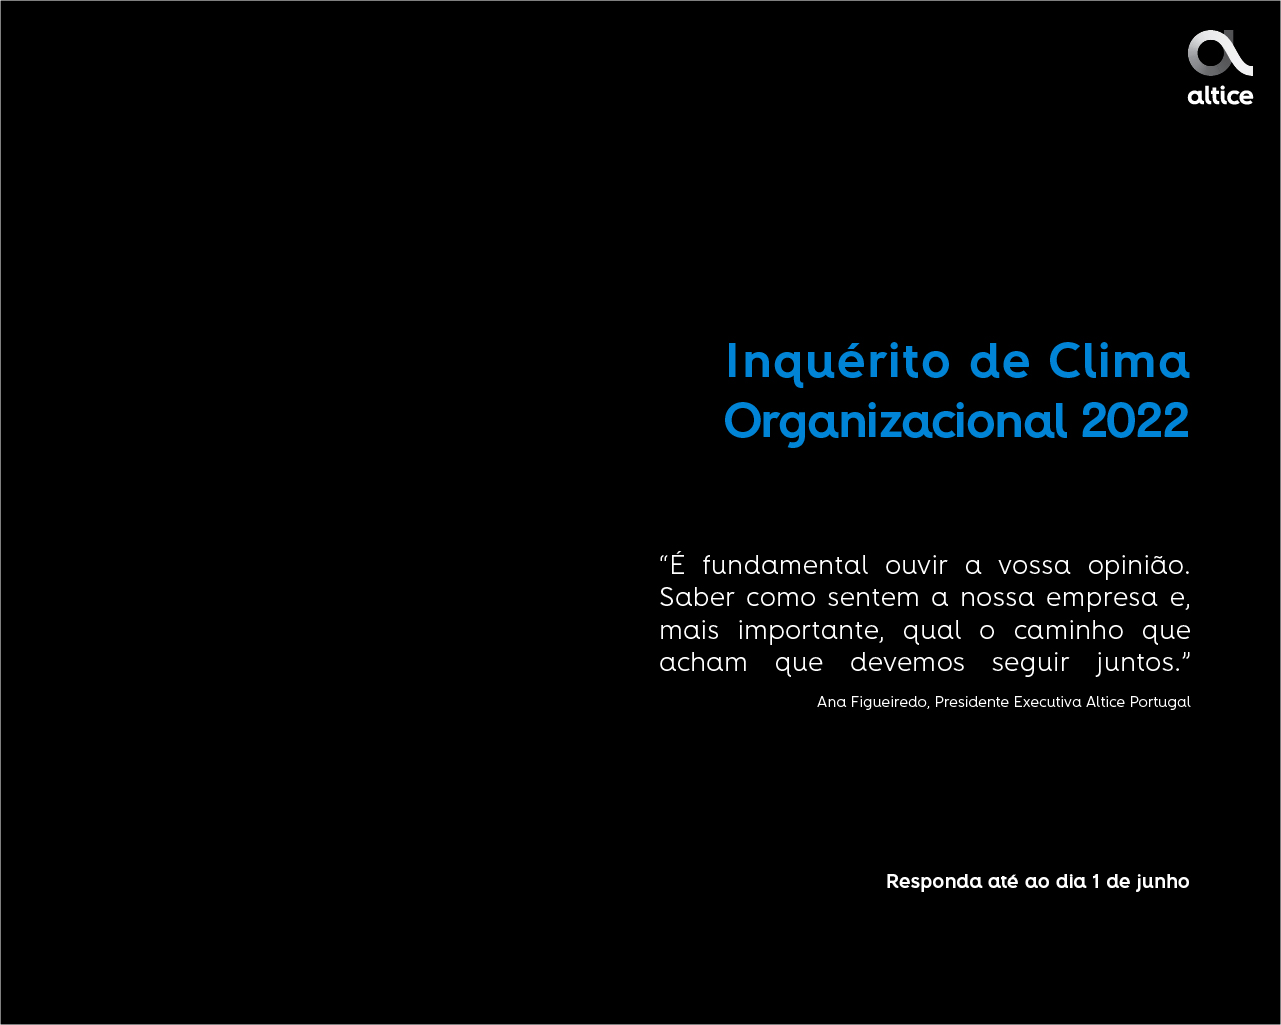 altice
Inquérito de Clima
Organizacional 2022
“É fundamental ouvir a vossa opinião.
Saber como sentem a nossa empresa e,
mais importante, qual o caminho que
acham que devemos seguir juntos.”
Ana Figueiredo, Presidente Executiva Altice Portugal
Responda até ao dia 1 de junho